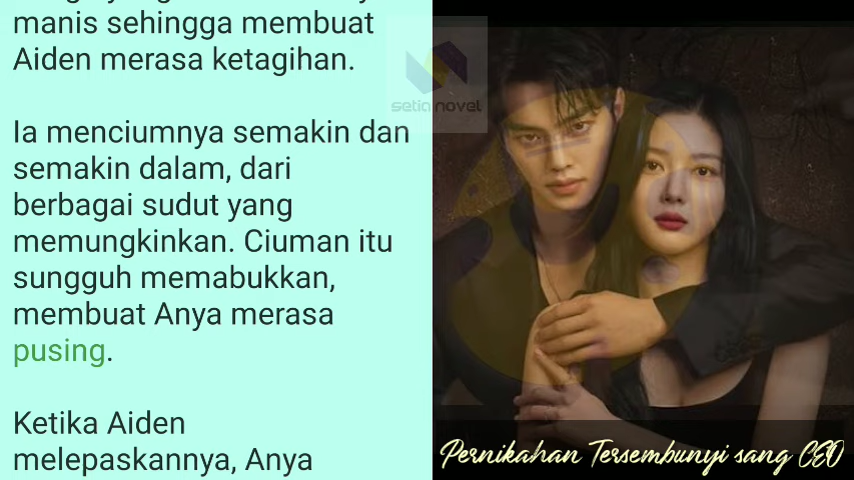 manis sehingga membuat
Aiden merasa ketagihan.
Ia menciumnya semakin dan
semakin dalam, dari
berbagai sudut yang
memungkinkan. Ciuman itu
sungguh memabukkan,
membuat Anya merasa
pusing.
Ketika Aiden
melepaskannya, Anya
setia novel
Pernikahan Tersembunyi sang CEO